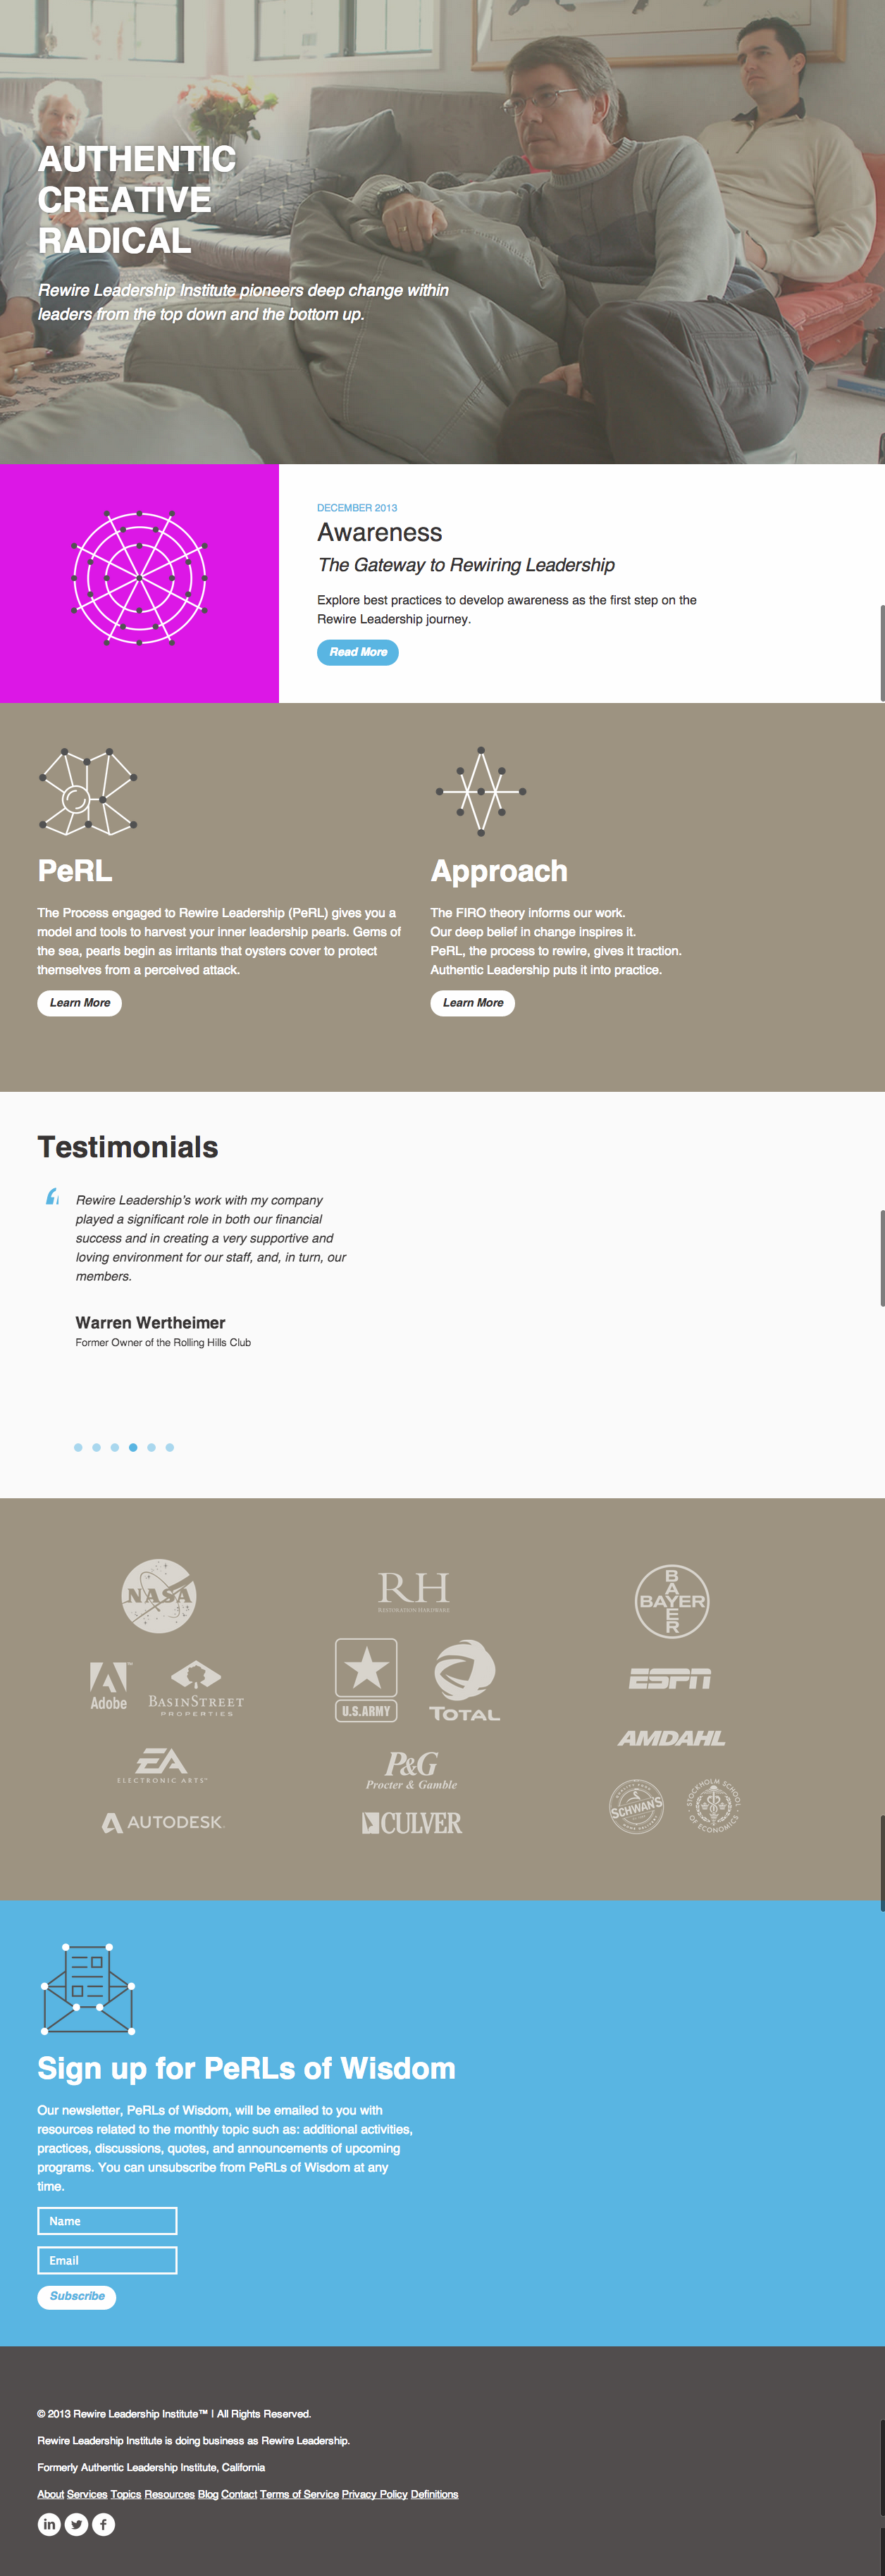 AUTHENTIC
CREATIVE
RADICAL
Rewire Leadership Institute pioneers deep change within
leaders from the top down and the bottom up.
DECEMBER 2013
Awareness
The Gateway to Rewiring Leadership
Explore best practices to develop awareness as the first step on the
Rewire Leadership journey.
Read More
PeRL
The Process engaged to Rewire Leadership (PeRL) gives you a
model and tools to harvest your inner leadership pearls. Gems of
the sea, pearls begin as irritants that oysters cover to protect
themselves from a perceived attack.
Learn More
Approach
The FIRO theory informs our work.
Our deep belief in change inspires it.
PeRL, the process to rewire, gives it traction.
Authentic Leadership puts it into practice.
Learn More
Testimonials
“
Rewire Leadership’s work with my company
played a significant role in both our financial
success and in creating a very supportive and
loving environment for our staff, and, in turn, our
members.
Warren Wertheimer
Former Owner of the Rolling Hills Club
NASA
RH
RESTORATION HARDWARE
BAYER
BAYER
Adobe™
BASINSTREET
PROPERTIES
U.S.ARMY
TOTAL
ESPN
AMDAHL
EA
ELECTRONIC ARTS™
P&G
Procter & Gamble
SCHWAN'S
STOCKHOLM SCHOOL
OF ECONOMICS
AUTODESK
CULVER
Sign up for PeRLs of Wisdom
Our newsletter, PeRLs of Wisdom, will be emailed to you with
resources related to the monthly topic such as: additional activities,
practices, discussions, quotes, and announcements of upcoming
programs. You can unsubscribe from PeRLs of Wisdom at any
time.
Name
Email
Subscribe
© 2013 Rewire Leadership Institute™ | All Rights Reserved.
Rewire Leadership Institute is doing business as Rewire Leadership.
Formerly Authentic Leadership Institute, California
About Services Topics Resources Blog Contact Terms of Service Privacy Policy Definitions
in
f